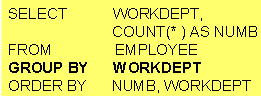 SELECT WORKDEPT,
COUNT(* ) AS NUMB
FROM EMPLOYEE
GROUP BY WORKDEPT
ORDER BY NUMB, WORKDEPT